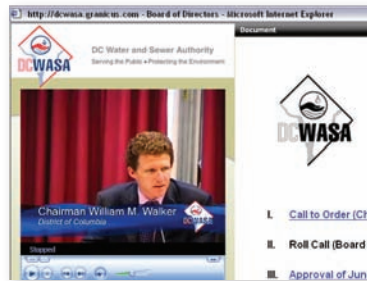 http://dcwasa.granicus.com - Board of Directors - Microsoft Internet Explorer
DCWASA
DC Water and Sewer Authority
Serving the Public • Protecting the Environment
Chairman William M. Walker
District of Columbia
DCWASA
Stopped
Document
DCWASA
I. Call to Order (Ch
II. Roll Call (Board
III. Approval of Jun